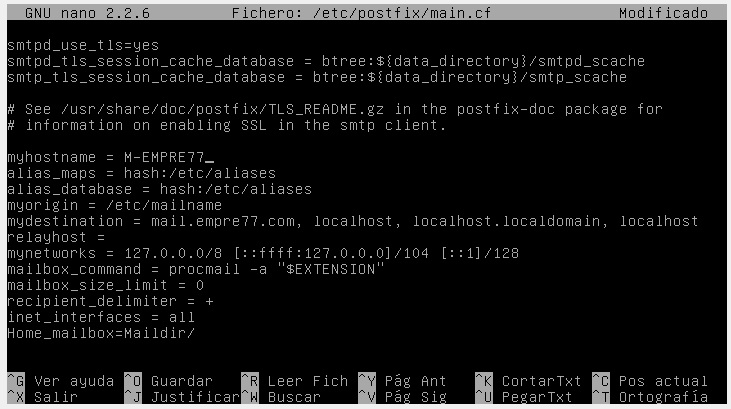 GNU nano 2.2.6 Fichero: /etc/postfix/main.cf Modificado
smtpd_use_tls=yes
smtpd_tls_session_cache_database = btree:${data_directory}/smtpd_scache
smtp_tls_session_cache_database = btree:${data_directory}/smtp_scache
# See /usr/share/doc/postfix/TLS_README.gz in the postfix-doc package for
# information on enabling SSL in the smtp client.
myhostname = M-EMPRE77_
alias_maps = hash:/etc/aliases
alias_database = hash:/etc/aliases
myorigin = /etc/mailname
mydestination = mail.empre77.com, localhost, localhost.localdomain, localhost
relayhost =
mynetworks = 127.0.0.0/8 [::ffff:127.0.0.0]/104 [::1]/128
mailbox_command = procmail -a "$EXTENSION"
mailbox_size_limit = 0
recipient_delimiter = +
inet_interfaces = all
Home_mailbox=Maildir/
^G Ver ayuda ^O Guardar ^R Leer Fich ^Y Pág Ant ^K CortarTxt ^C Pos actual
^X Salir ^J Justificar ^W Buscar ^V Pág Sig ^U PegarTxt ^T Ortografía